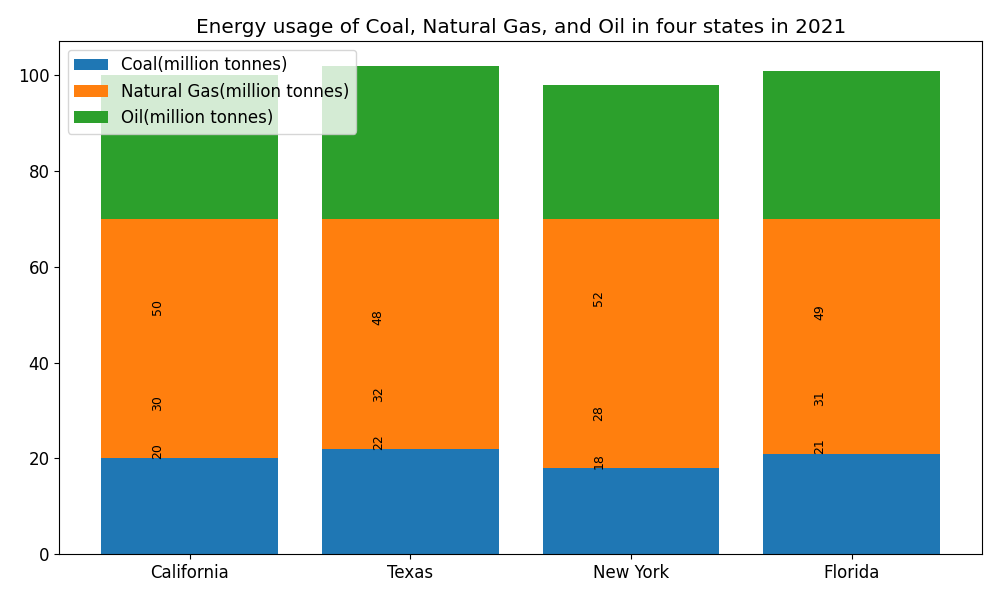 Energy usage of Coal, Natural Gas, and Oil in four states in 2021
Coal(million tonnes)
Natural Gas(million tonnes)
Oil(million tonnes)
100
80
60
40
20
0
50
30
20
48
32
22
52
28
18
49
31
21
California
Texas
New York
Florida